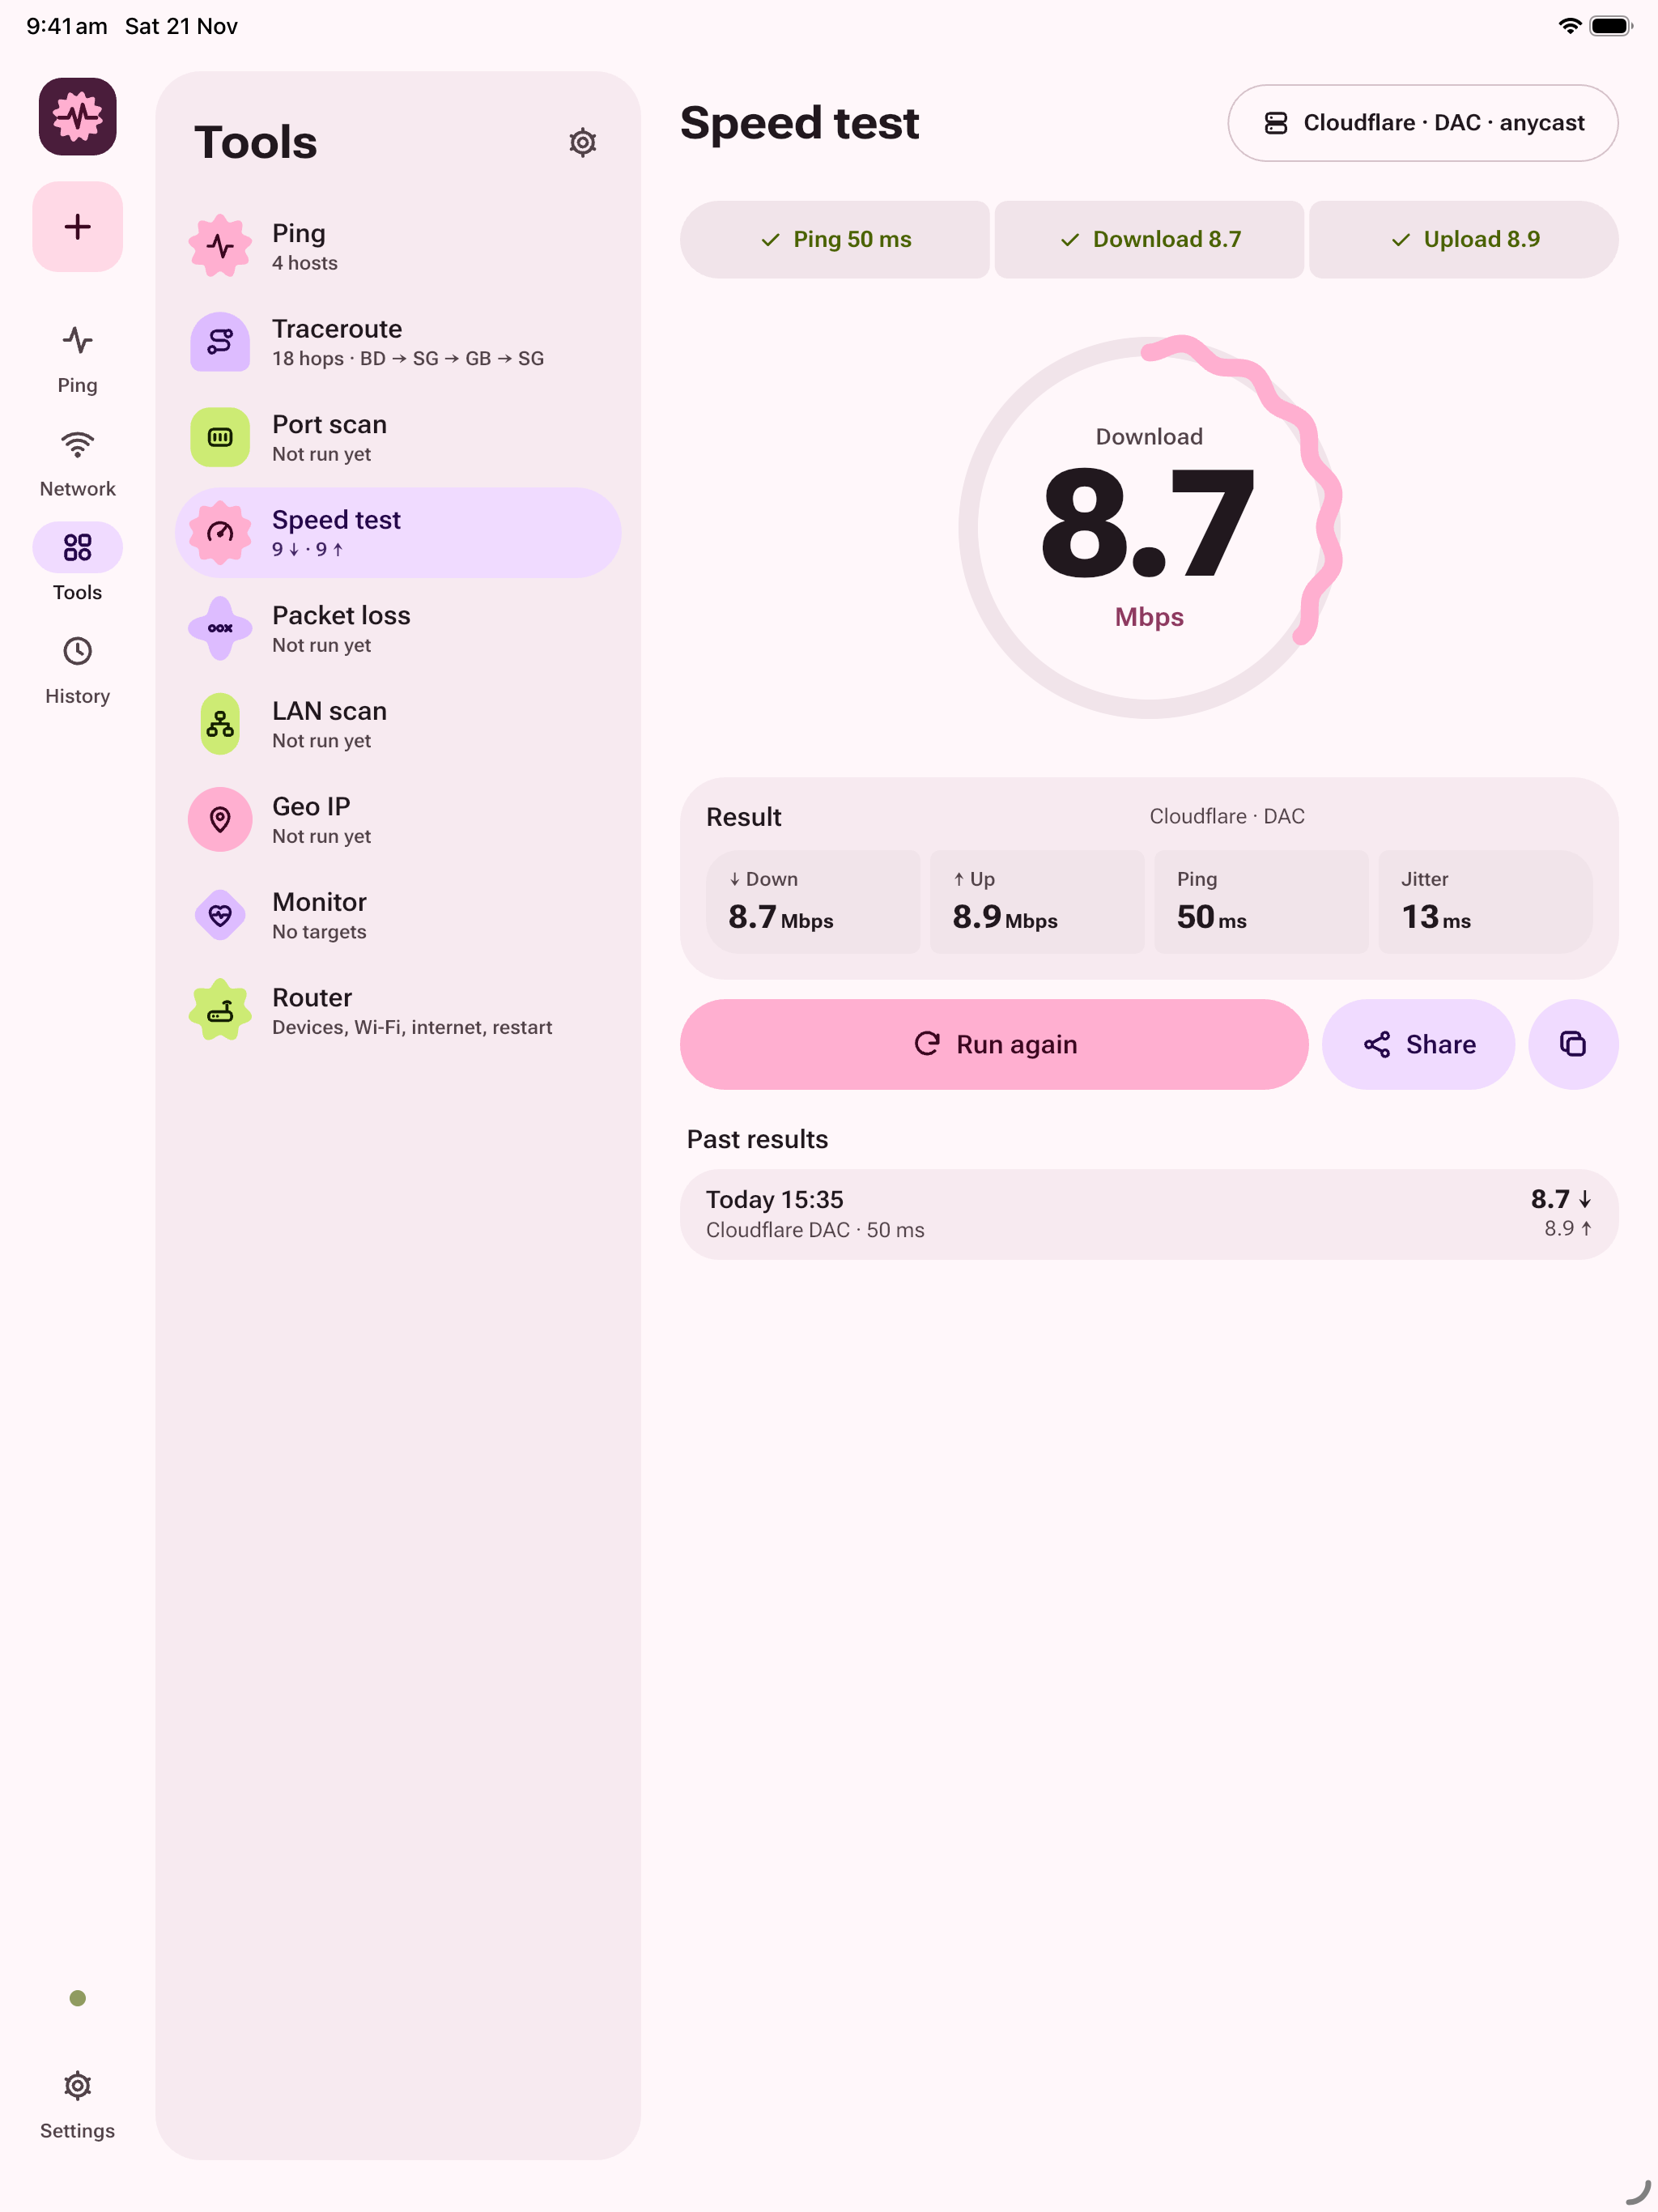 9:41 am Sat 21 Nov
Ping
Network
Tools
History
Settings
Tools
Ping
4 hosts
Traceroute
18 hops · BD → SG → GB → SG
Port scan
Not run yet
Speed test
9 ↓ · 9 ↑
Packet loss
Not run yet
LAN scan
Not run yet
Geo IP
Not run yet
Monitor
No targets
Router
Devices, Wi-Fi, internet, restart
Speed test
Cloudflare · DAC · anycast
Ping 50 ms
Download 8.7
Upload 8.9
Download
8.7
Mbps
Result
Cloudflare · DAC
↓ Down
8.7 Mbps
↑ Up
8.9 Mbps
Ping
50 ms
Jitter
13 ms
Run again
Share
Past results
Today 15:35
8.7 ↓
Cloudflare DAC · 50 ms
8.9 ↑